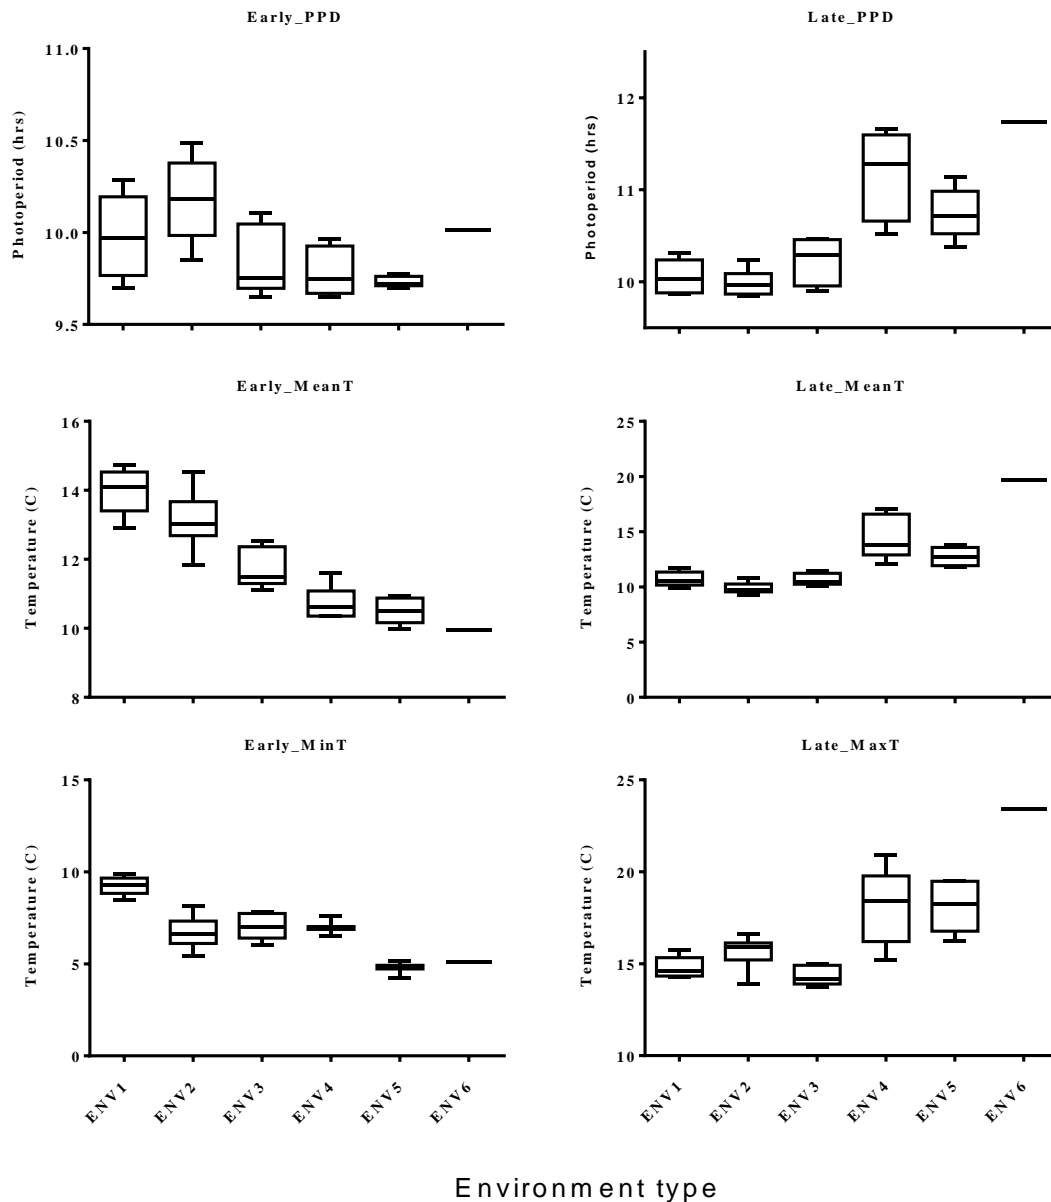 Early_PPD
Photoperiod (hrs)
11.0
10.5
10.0
9.5
Late_PPD
Photoperiod (hrs)
12
11
10
Early_MeanT
Temperature (C)
16
14
12
10
8
Late_MeanT
Temperature (C)
25
20
15
10
5
0
Early_MinT
Temperature (C)
15
10
5
0
ENV1
ENV2
ENV3
ENV4
ENV5
ENV6
Late_MaxT
Temperature (C)
25
20
15
10
ENV1
ENV2
ENV3
ENV4
ENV5
ENV6
Environment type